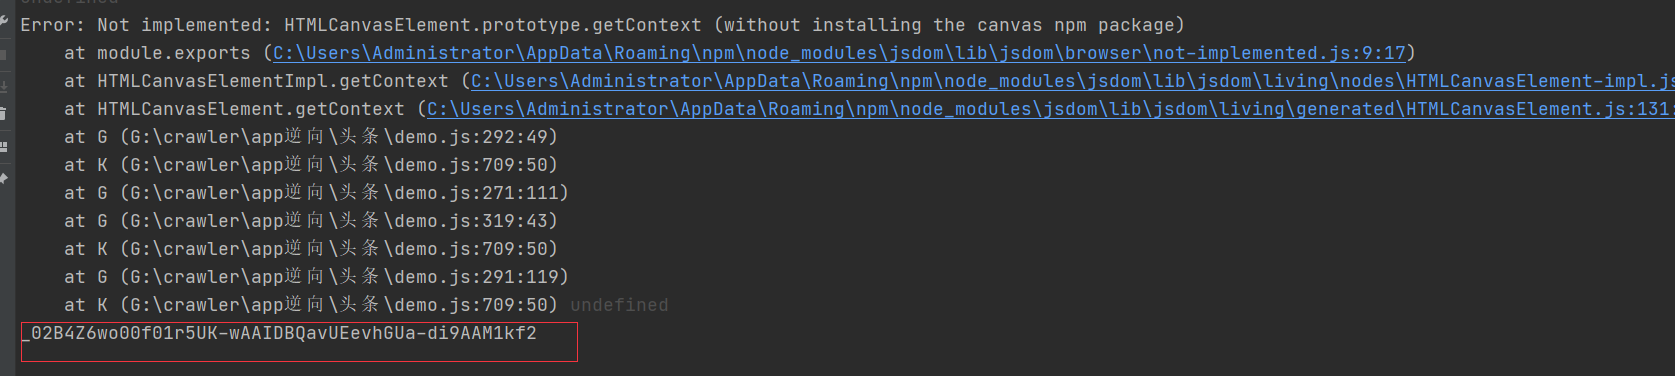 undefined
Error: Not implemented: HTMLCanvasElement.prototype.getContext (without installing the canvas npm package)
at module.exports (C:\Users\Administrator\AppData\Roaming\npm\node_modules\jsdom\lib\jsdom\browser\not-implemented.js:9:17)
at HTMLCanvasElementImpl.getContext (C:\Users\Administrator\AppData\Roaming\npm\node_modules\jsdom\lib\jsdom\living\nodes\HTMLCanvasElement-impl.js
at HTMLCanvasElement.getContext (C:\Users\Administrator\AppData\Roaming\npm\node_modules\jsdom\lib\jsdom\living\generated\HTMLCanvasElement.js:131:
at G (G:\crawler\app逆向\头条\demo.js:292:49)
at K (G:\crawler\app逆向\头条\demo.js:709:50)
at G (G:\crawler\app逆向\头条\demo.js:271:111)
at G (G:\crawler\app逆向\头条\demo.js:319:43)
at K (G:\crawler\app逆向\头条\demo.js:709:50)
at G (G:\crawler\app逆向\头条\demo.js:291:119)
at K (G:\crawler\app逆向\头条\demo.js:709:50) undefined
_02B4Z6wo00f01r5UK-wAAIDBQavUEevhGUa-di9AAM1kf2